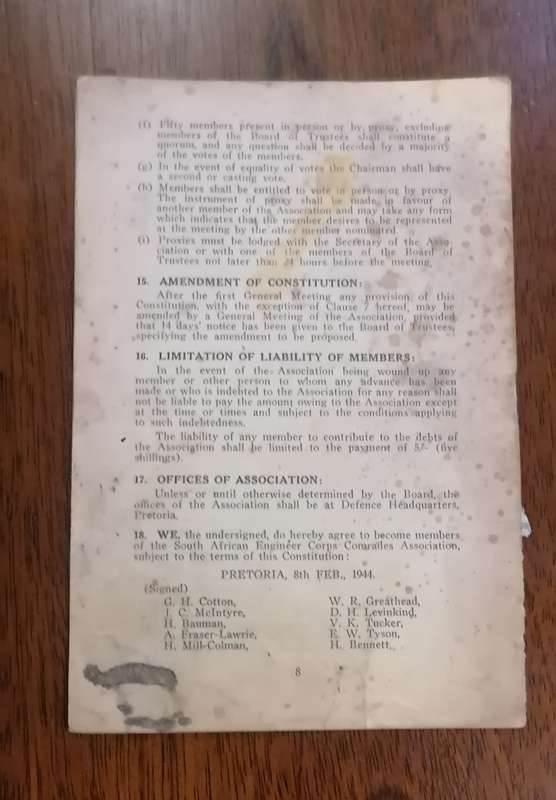 (f) Fifty members present in person or by proxy, excluding
members of the Board of Trustees shall constitute a
quorum, and any question shall be decided by a majority
of the votes of the members.
(g) In the event of equality of votes the Chairman shall have
a second or casting vote.
(h) Members shall be entitled to vote in person or by proxy
The instrument of proxy shall be made in favour of
another member of the Association and may take any form
which indicates that the member desires to be represented
at the meeting by the other member nominated
(i) Proxies must be lodged with the Secretary of the Asso-
ciation or with one of the members of the Board of
Trustees not later than 24 hours before the meeting.
15. AMENDMENT OF CONSTITUTION:
After the first General Meeting any provision of this
Constitution, with the exception of Clause 7 hereof, may be
amended by a General Meeting of the Association, provided
that 14 days' notice has been given to the Board of Trustees,
specifying the amendment to be proposed.
16. LIMITATION OF LIABILITY OF MEMBERS:
In the event of the Association being wound up any
member or other person to whom any advance has been
made or who is indebted to the Association for any reason shall
not be liable to pay the amount owing to the Association except
at the time or times and subject to the conditions applying
to such indebtedness.
The liability of any member to contribute to the debts of
the Association shall be limited to the payment of 5/- (five
shillings).
17. OFFICES OF ASSOCIATION:
Unless or until otherwise determined by the Board, the
offices of the Association shall be at Defence Headquarters,
Pretoria.
18. WE, the undersigned, do hereby agree to become members
of the South African Engineer Corps Comrades Association,
subject to the terms of this Constitution:
PRETORIA, 8th FEB., 1944.
(Signed)
G. H. Cotton,
J. C. McIntyre,
H. Bauman,
A. Fraser-Lawrie,
H. Mill-Colman,
W. R. Greathead,
D. H. Levinkind,
V. K. Tucker,
E. W. Tyson,
H. Bennett.
8